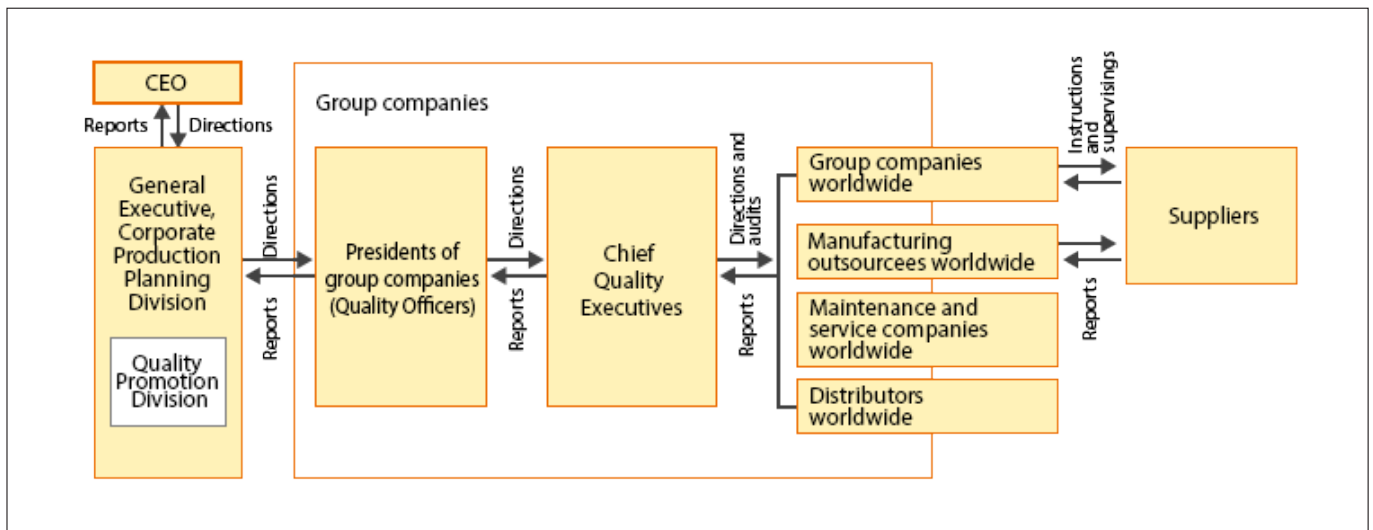 CEO
Reports
Directions
General
Executive,
Corporate
Production
Planning
Division
Quality
Promotion
Division
Directions
Reports
Group companies
Presidents of
group companies
(Quality Officers)
Directions
Reports
Chief
Quality
Executives
Directions and
audits
Reports
Group companies
worldwide
Manufacturing
outsourcees worldwide
Maintenance and
service companies
worldwide
Distributors
worldwide
Instructions
and
supervisings
Reports
Suppliers